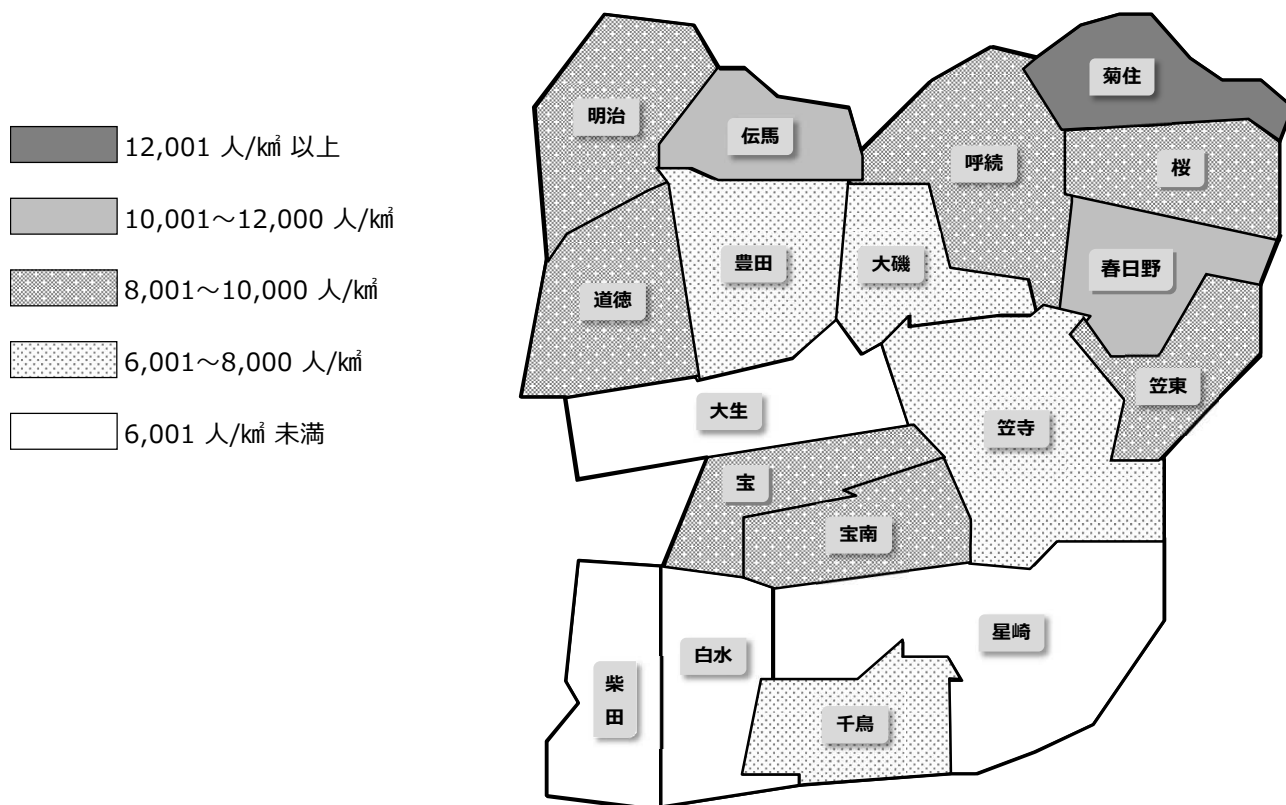 12,001 人/㎢ 以上
10,001～12,000 人/㎢
8,001～10,000 人/㎢
6,001～8,000 人/㎢
6,001 人/㎢ 未満
菊住
明治
伝馬
呼続
桜
豊田
大磯
春日野
道徳
笠東
大生
笠寺
宝
宝南
星崎
白水
柴
田
千鳥